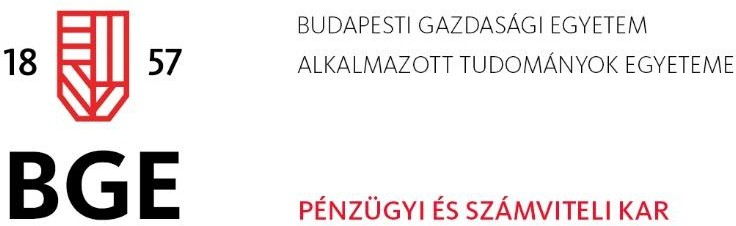 BUDAPESTI GAZDASÁGI EGYETEM
ALKALMAZOTT TUDOMÁNYOK EGYETEME
18 57
BGE
PÉNZÜGYI ÉS SZÁMVITELI KAR